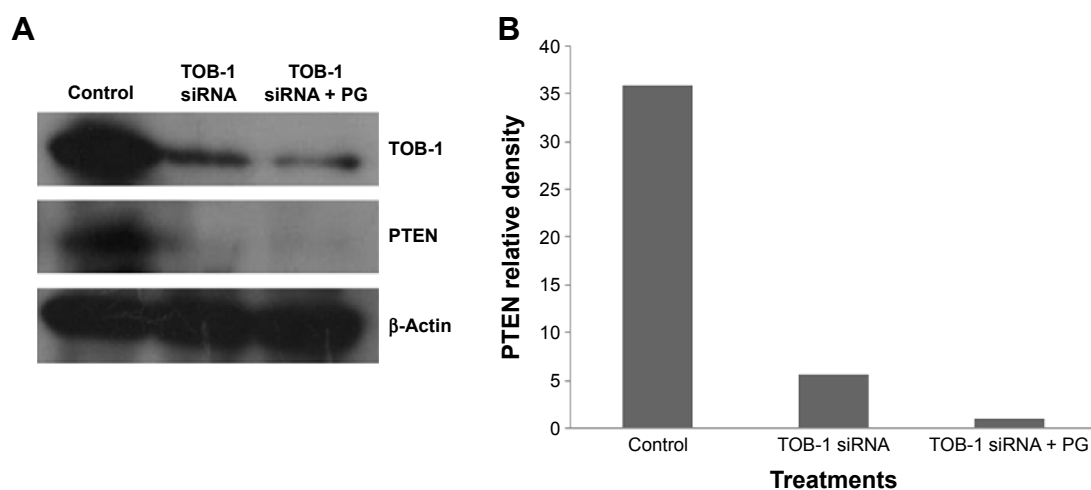 A
Control
TOB-1
siRNA
TOB-1
siRNA + PG
TOB-1
PTEN
β-Actin
B
PTEN relative density
40
35
30
25
20
15
10
5
0
Control
TOB-1 siRNA
TOB-1 siRNA + PG
Treatments